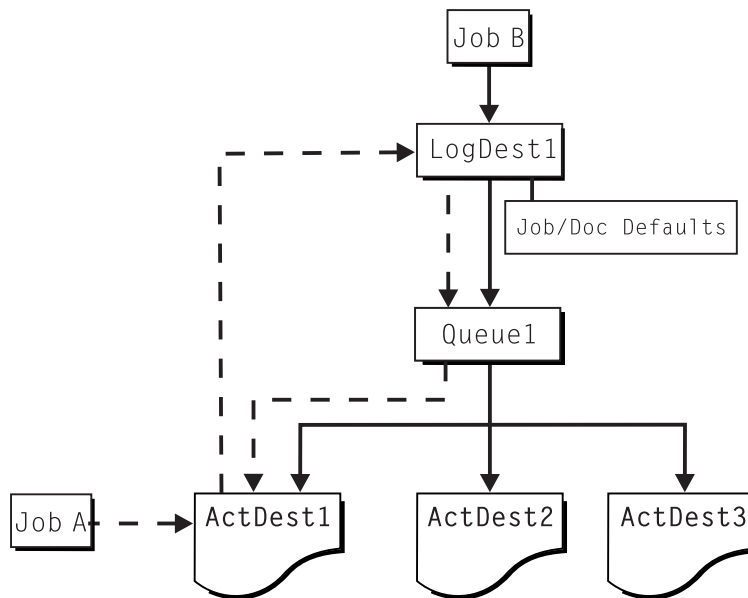 Job B
LogDest1
Job/Doc Defaults
Queue1
Job A
ActDest1
ActDest2
ActDest3